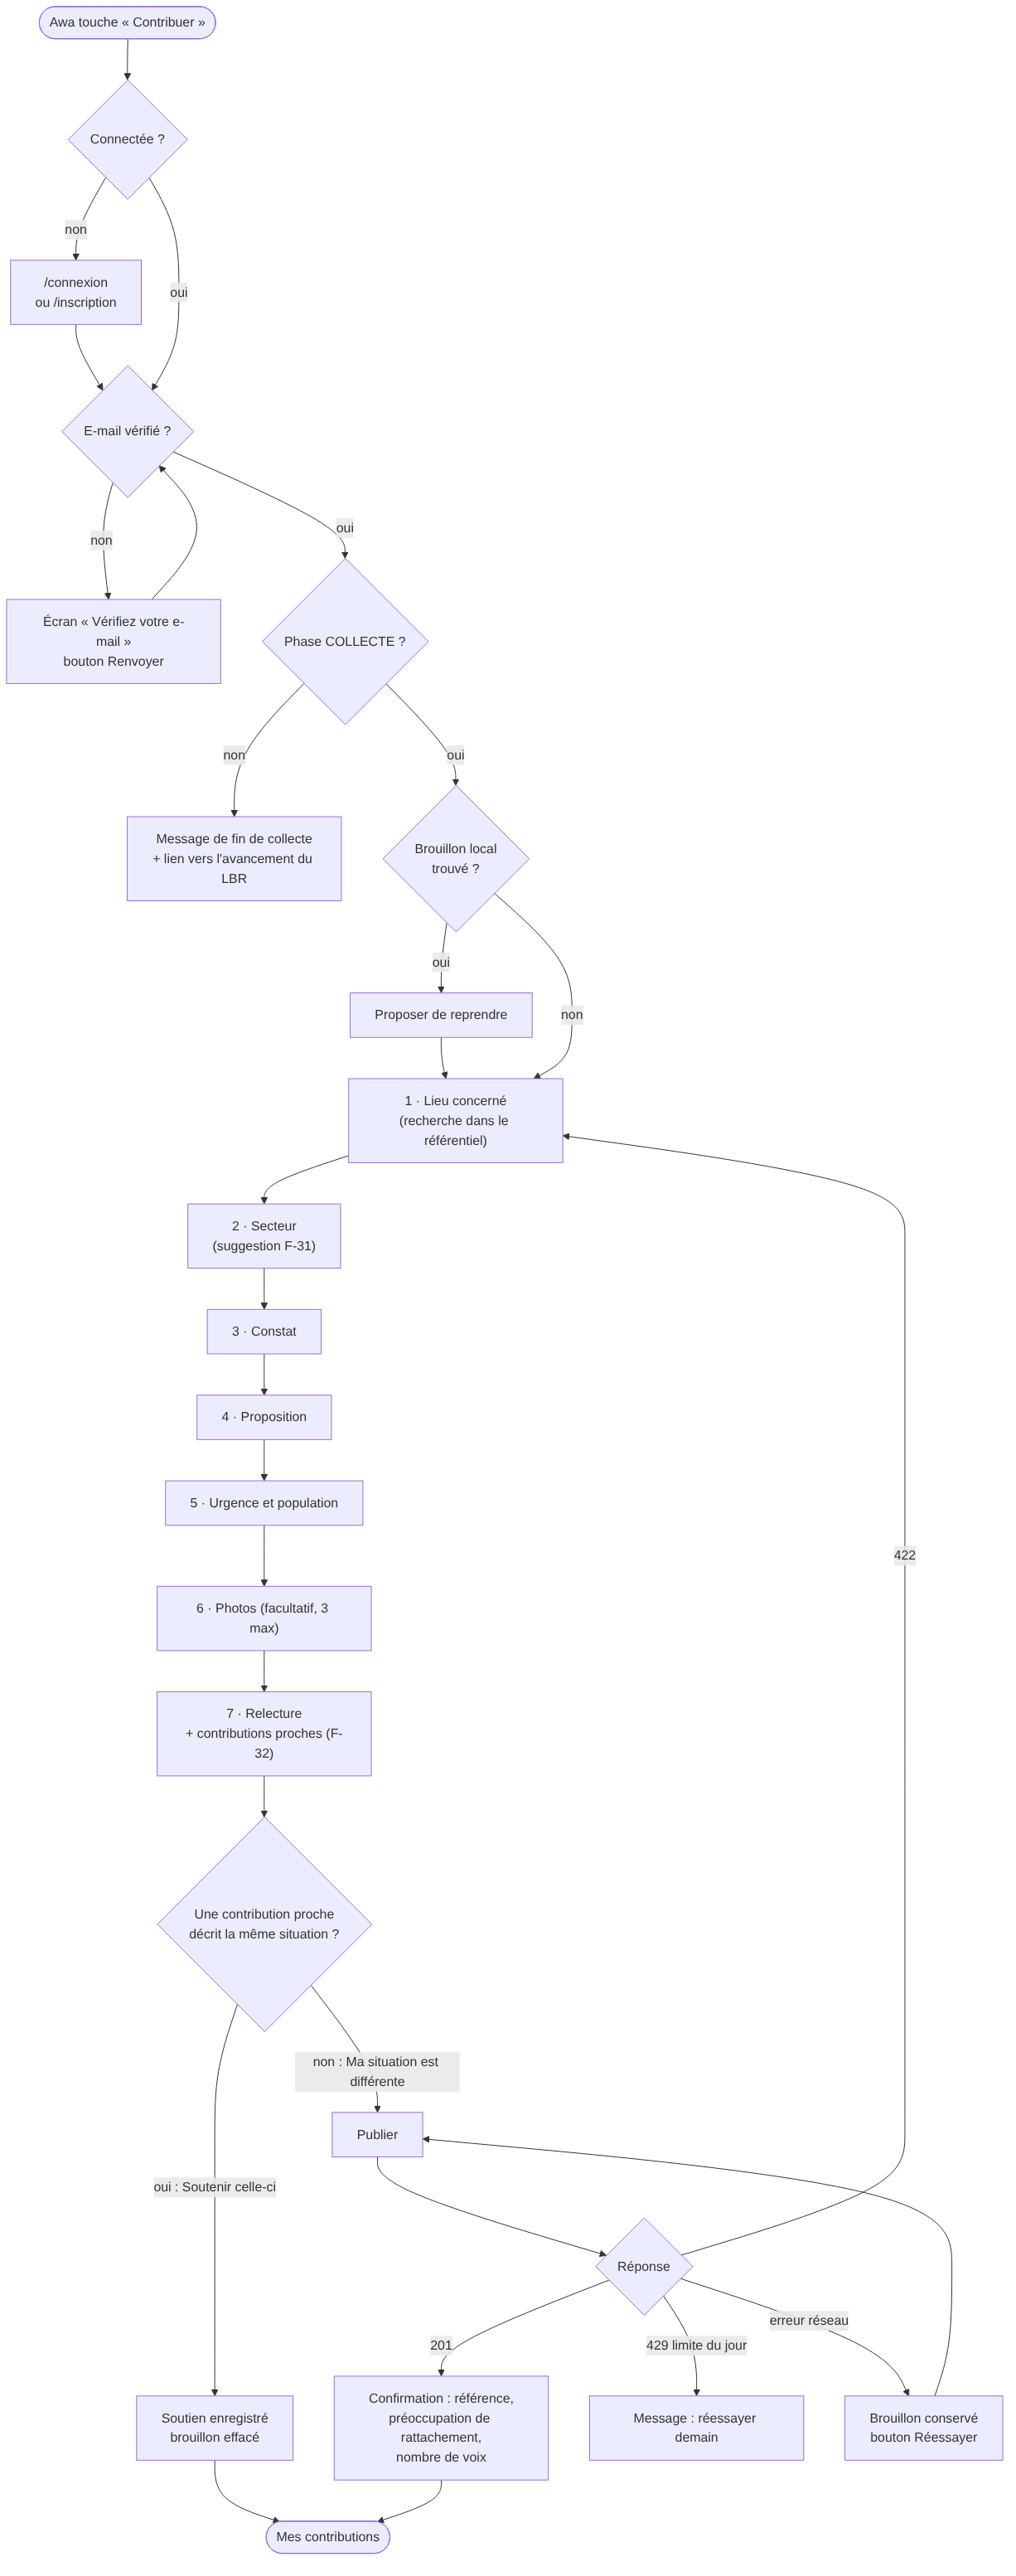 Awa touche « Contribuer »
Connectée ?
non
/connexion
ou /inscription
oui
E-mail vérifié ?
non
oui
Écran « Vérifiez votre e-
mail »
bouton Renvoyer
Phase COLLECTE ?
non
oui
Message de fin de collecte
+ lien vers l'avancement du
LBR
Brouillon local
trouvé ?
oui
Proposer de reprendre
non
1 · Lieu concerné
(recherche dans le
référentiel)
2 · Secteur
(suggestion F-31)
3 · Constat
4 · Proposition
5 · Urgence et population
422
6 · Photos (facultatif, 3
max)
7 · Relecture
+ contributions proches (F-
32)
Une contribution proche
décrit la même situation ?
non : Ma situation est
différente
Publier
oui : Soutenir celle-ci
Réponse
erreur réseau
201
429 limite du jour
Soutien enregistré
brouillon effacé
Confirmation : référence,
préoccupation de
rattachement,
nombre de voix
Message : réessayer
demain
Brouillon conservé
bouton Réessayer
Mes contributions